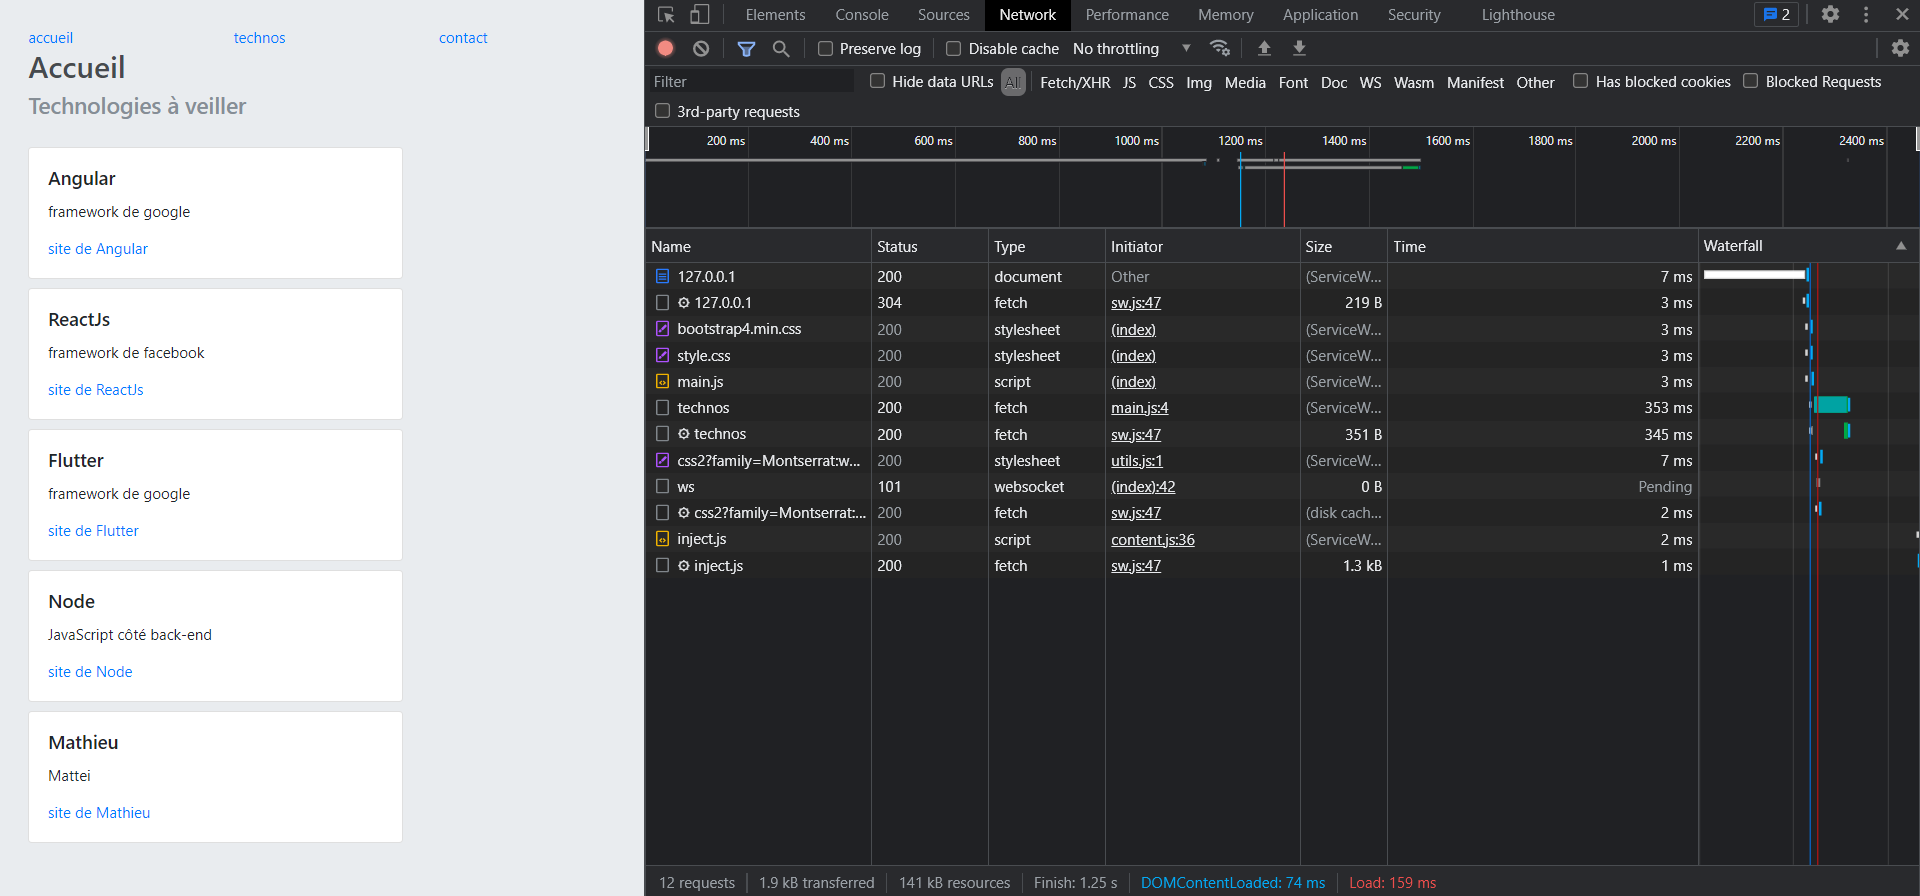 accueil technos contact
Accueil
Technologies à veiller
Angular
framework de google
site de Angular
ReactJs
framework de facebook
site de ReactJs
Flutter
framework de google
site de Flutter
Node
JavaScript côté back-end
site de Node
Mathieu
Mattei
site de Mathieu
Elements Console Sources Network Performance Memory Application Security Lighthouse 2
Preserve log Disable cache No throttling
Filter Hide data URLs All Fetch/XHR JS CSS Img Media Font Doc WS Wasm Manifest Other Has blocked cookies Blocked Requests
3rd-party requests
200 ms 400 ms 600 ms 800 ms 1000 ms 1200 ms 1400 ms 1600 ms 1800 ms 2000 ms 2200 ms 2400 ms
Name Status Type Initiator Size Time Waterfall
127.0.0.1 200 document Other (ServiceW... 7 ms
127.0.0.1 304 fetch sw.js:47 219 B 3 ms
bootstrap4.min.css 200 stylesheet (index) (ServiceW... 3 ms
style.css 200 stylesheet (index) (ServiceW... 3 ms
main.js 200 script (index) (ServiceW... 3 ms
technos 200 fetch main.js:4 (ServiceW... 353 ms
technos 200 fetch sw.js:47 351 B 345 ms
css2?family=Montserrat:w... 200 stylesheet utils.js:1 (ServiceW... 7 ms
ws 101 websocket (index):42 0 B Pending
css2?family=Montserrat:... 200 fetch sw.js:47 (disk cach... 2 ms
inject.js 200 script content.js:36 (ServiceW... 2 ms
inject.js 200 fetch sw.js:47 1.3 kB 1 ms
12 requests 1.9 kB transferred 141 kB resources Finish: 1.25 s DOMContentLoaded: 74 ms Load: 159 ms